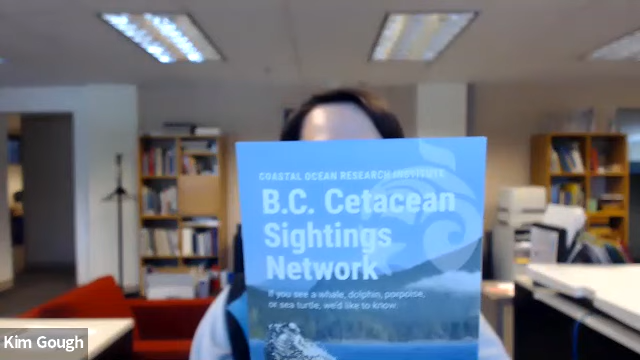 COASTAL OCEAN RESEARCH INSTITUTE
B.C. Cetacean
Sightings
Network
If you see a whale, dolphin, porpoise,
or sea turtle, we'd like to know.
Kim Gough